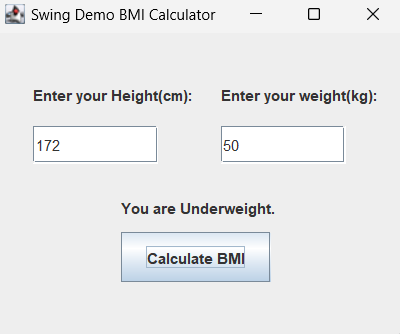 Swing Demo BMI Calculator
Enter your Height(cm): Enter your weight(kg):
172 50
You are Underweight.
Calculate BMI